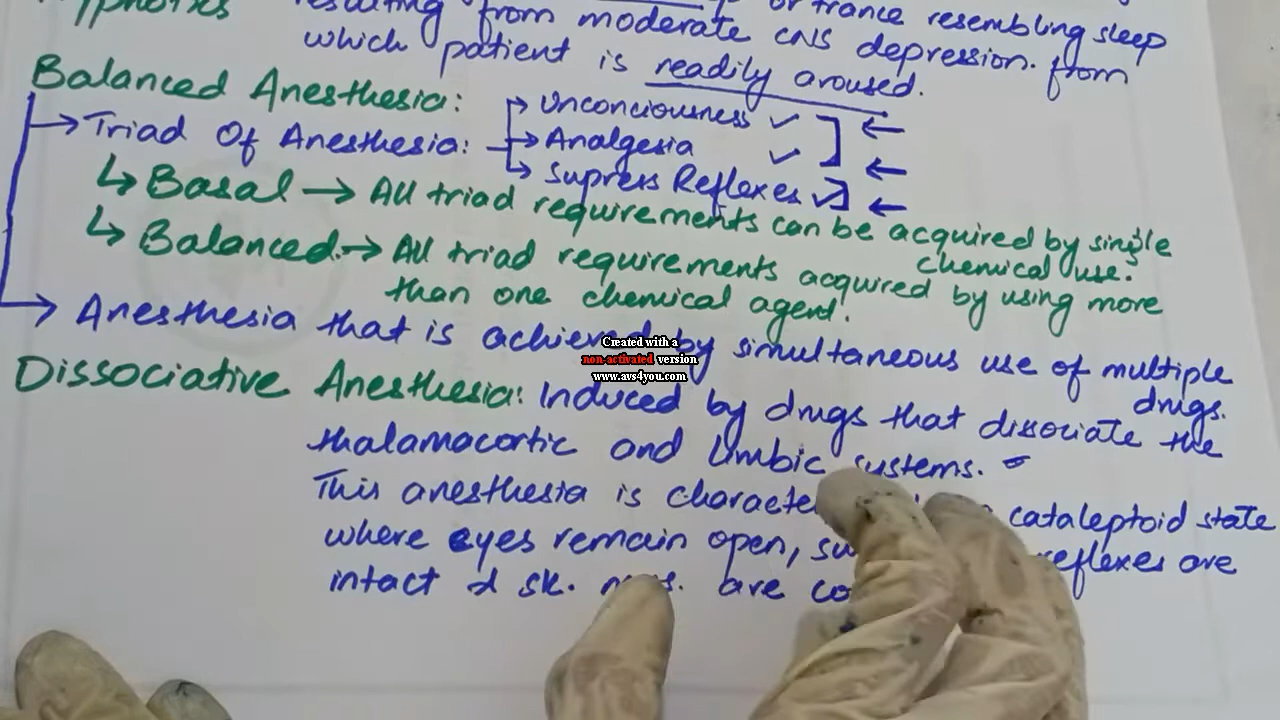 resulting from moderate CNS depression. from
or trance resembling sleep
which patient is readily aroused.
Balanced Anesthesia:
→ Triad Of Anesthesia: → Unconciousness ✓
→ Analgesia ✓
→ Supress Reflexes ✓
↳ Basal → All triad requirements can be acquired by single
chemical use.
↳ Balanced. → All triad requirements acquired by using more
than one chemical agent.
→ Anesthesia that is achieved by simultaneous use of multiple
drugs.
Dissociative Anesthesia: Induced by drugs that dissociate the
thalamocortic and limbic systems.
This anesthesia is cataleptoid state
where eyes remain open, reflexes are
intact & sk. are
Created with a
non-activated version
www.avs4you.com